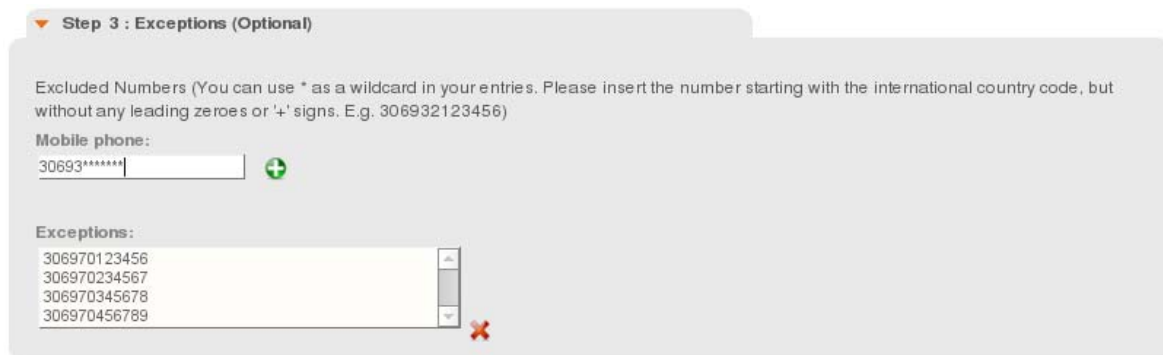 Step 3 : Exceptions (Optional)
Excluded Numbers (You can use * as a wildcard in your entries. Please insert the number starting with the international country code, but
without any leading zeroes or '+' signs. E.g. 306932123456)
Mobile phone:
30693*******
Exceptions:
306970123456
306970234567
306970345678
306970456789